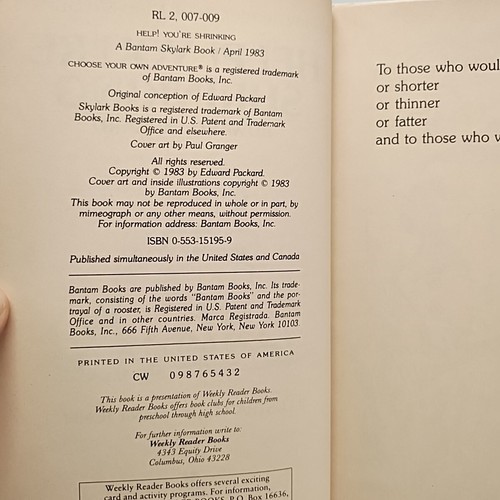 RL 2, 007-009
HELP! YOU'RE SHRINKING
A Bantam Skylark Book / April 1983
CHOOSE YOUR OWN ADVENTURE® is a registered trademark
of Bantam Books, Inc.
Original conception of Edward Packard
Skylark Books is a registered trademark of Bantam
Books, Inc. Registered in U.S. Patent and Trademark
Office and elsewhere.
Cover art by Paul Granger
All rights reserved.
Copyright © 1983 by Edward Packard.
Cover art and inside illustrations copyright © 1983
by Bantam Books, Inc.
This book may not be reproduced in whole or in part, by
mimeograph or any other means, without permission.
For information address: Bantam Books, Inc.
ISBN 0-553-15195-9
Published simultaneously in the United States and Canada
Bantam Books are published by Bantam Books, Inc. Its trade-
mark, consisting of the words "Bantam Books" and the por-
trayal of a rooster, is Registered in U.S. Patent and Trademark
Office and in other countries. Marca Registrada. Bantam
Books, Inc., 666 Fifth Avenue, New York, New York 10103.
PRINTED IN THE UNITED STATES OF AMERICA
CW 0 9 8 7 6 5 4 3 2
This book is a presentation of Weekly Reader Books.
Weekly Reader Books offers book clubs for children from
preschool through high school.
For further information write to:
Weekly Reader Books
4343 Equity Drive
Columbus, Ohio 43228
Weekly Reader Books offers several exciting
card and activity programs. For information,
BOOKS, P.O. Box 16636,
To those who woul
or shorter
or thinner
or fatter
and to those who w